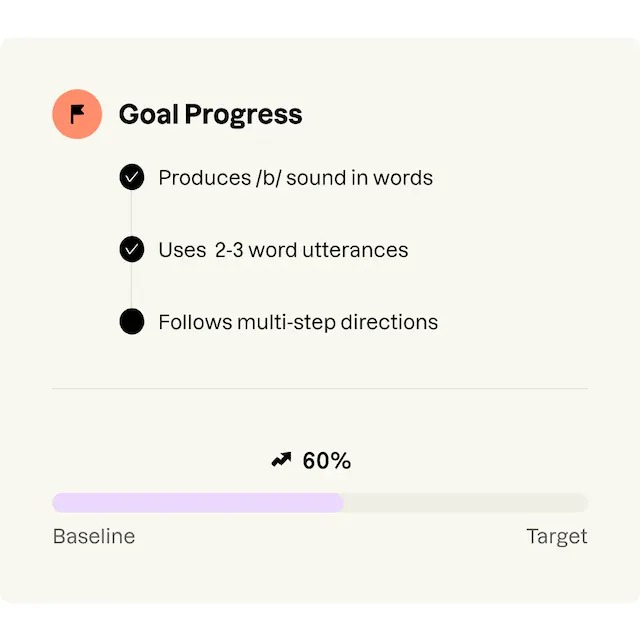 Goal Progress
Produces /b/ sound in words
Uses 2-3 word utterances
Follows multi-step directions
60%
Baseline
Target